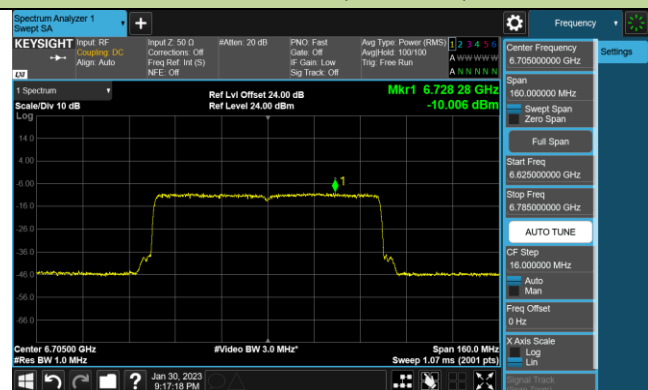 Spectrum Analyzer 1
Swept SA
Frequency
KEYSIGHT
Input: RF
Coupling: DC
Align: Auto
Input Z: 50 Ω
Corrections: Off
Freq Ref: Int (S)
NFE: Off
#Atten: 20 dB
PNO: Fast
Gate: Off
IF Gain: Low
Sig Track: Off
Avg Type: Power (RMS)
Avg|Hold: 100/100
Trig: Free Run
1 2 3 4 5 6
A W W W W W
A N N N N N
LXI
1 Spectrum
Scale/Div 10 dB
Log
Ref Lvl Offset 24.00 dB
Ref Level 24.00 dBm
Mkr1 6.728 28 GHz
-10.006 dBm
14.0
4.00
-6.00
-16.0
-26.0
-36.0
-46.0
-56.0
-66.0
1
Center 6.70500 GHz
#Res BW 1.0 MHz
#Video BW 3.0 MHz*
Span 160.0 MHz
Sweep 1.07 ms (2001 pts)
Jan 30, 2023
9:17:18 PM
Center Frequency
6.705000000 GHz
Settings
Span
160.000000 MHz
Swept Span
Zero Span
Full Span
Start Freq
6.625000000 GHz
Stop Freq
6.785000000 GHz
AUTO TUNE
CF Step
16.000000 MHz
Auto
Man
Freq Offset
0 Hz
X Axis Scale
Log
Lin
Signal Track